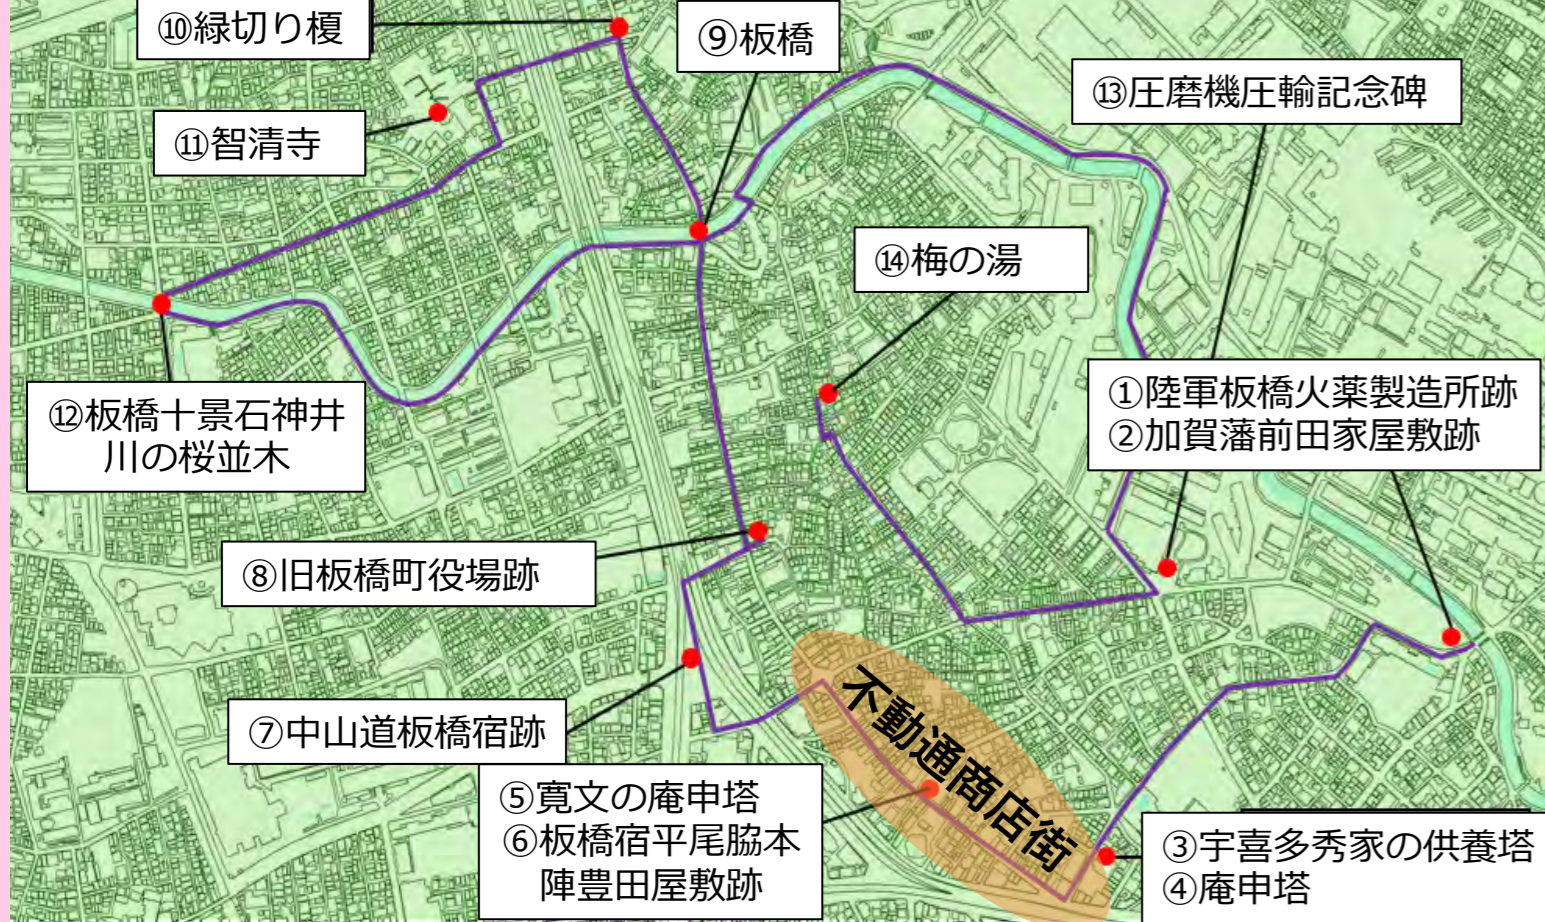 ⑩緑切り榎
⑨板橋
⑬圧磨機圧輸記念碑
⑪智清寺
⑭梅の湯
①陸軍板橋火薬製造所跡
②加賀藩前田家屋敷跡
⑫板橋十景石神井
川の桜並木
⑧旧板橋町役場跡
⑦中山道板橋宿跡
不動通商店街
⑤寛文の庵申塔
⑥板橋宿平尾脇本
陣豊田屋敷跡
③宇喜多秀家の供養塔
④庵申塔